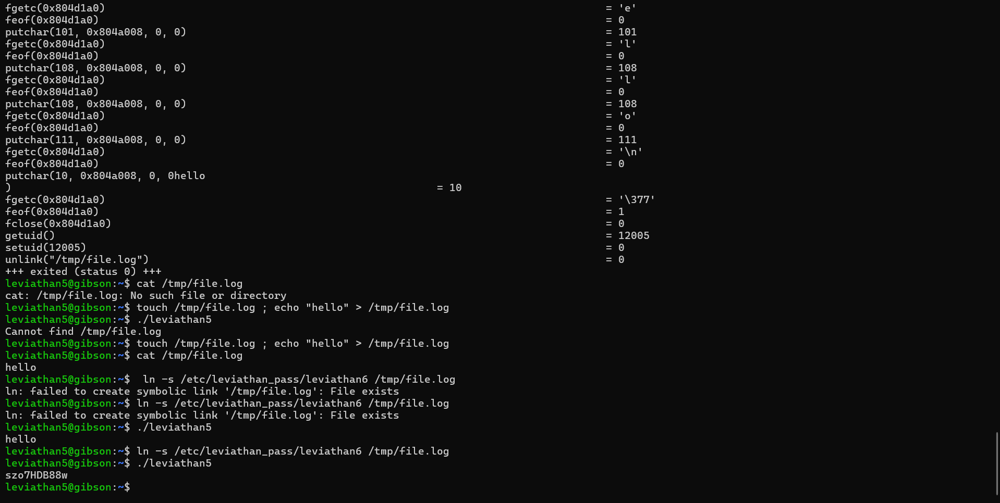 fgetc(0x804d1a0) = 'e'
feof(0x804d1a0) = 0
putchar(101, 0x804a008, 0, 0) = 101
fgetc(0x804d1a0) = 'l'
feof(0x804d1a0) = 0
putchar(108, 0x804a008, 0, 0) = 108
fgetc(0x804d1a0) = 'l'
feof(0x804d1a0) = 0
putchar(108, 0x804a008, 0, 0) = 108
fgetc(0x804d1a0) = 'o'
feof(0x804d1a0) = 0
putchar(111, 0x804a008, 0, 0) = 111
fgetc(0x804d1a0) = '\n'
feof(0x804d1a0) = 0
putchar(10, 0x804a008, 0, 0hello
) = 10
fgetc(0x804d1a0) = '\377'
feof(0x804d1a0) = 1
fclose(0x804d1a0) = 0
getuid() = 12005
setuid(12005) = 0
unlink("/tmp/file.log") = 0
+++ exited (status 0) +++
leviathan5@gibson:~$ cat /tmp/file.log
cat: /tmp/file.log: No such file or directory
leviathan5@gibson:~$ touch /tmp/file.log ; echo "hello" > /tmp/file.log
leviathan5@gibson:~$ ./leviathan5
Cannot find /tmp/file.log
leviathan5@gibson:~$ touch /tmp/file.log ; echo "hello" > /tmp/file.log
leviathan5@gibson:~$ cat /tmp/file.log
hello
leviathan5@gibson:~$  ln -s /etc/leviathan_pass/leviathan6 /tmp/file.log
ln: failed to create symbolic link '/tmp/file.log': File exists
leviathan5@gibson:~$ ln -s /etc/leviathan_pass/leviathan6 /tmp/file.log
ln: failed to create symbolic link '/tmp/file.log': File exists
leviathan5@gibson:~$ ./leviathan5
hello
leviathan5@gibson:~$ ln -s /etc/leviathan_pass/leviathan6 /tmp/file.log
leviathan5@gibson:~$ ./leviathan5
szo7HDB88w
leviathan5@gibson:~$